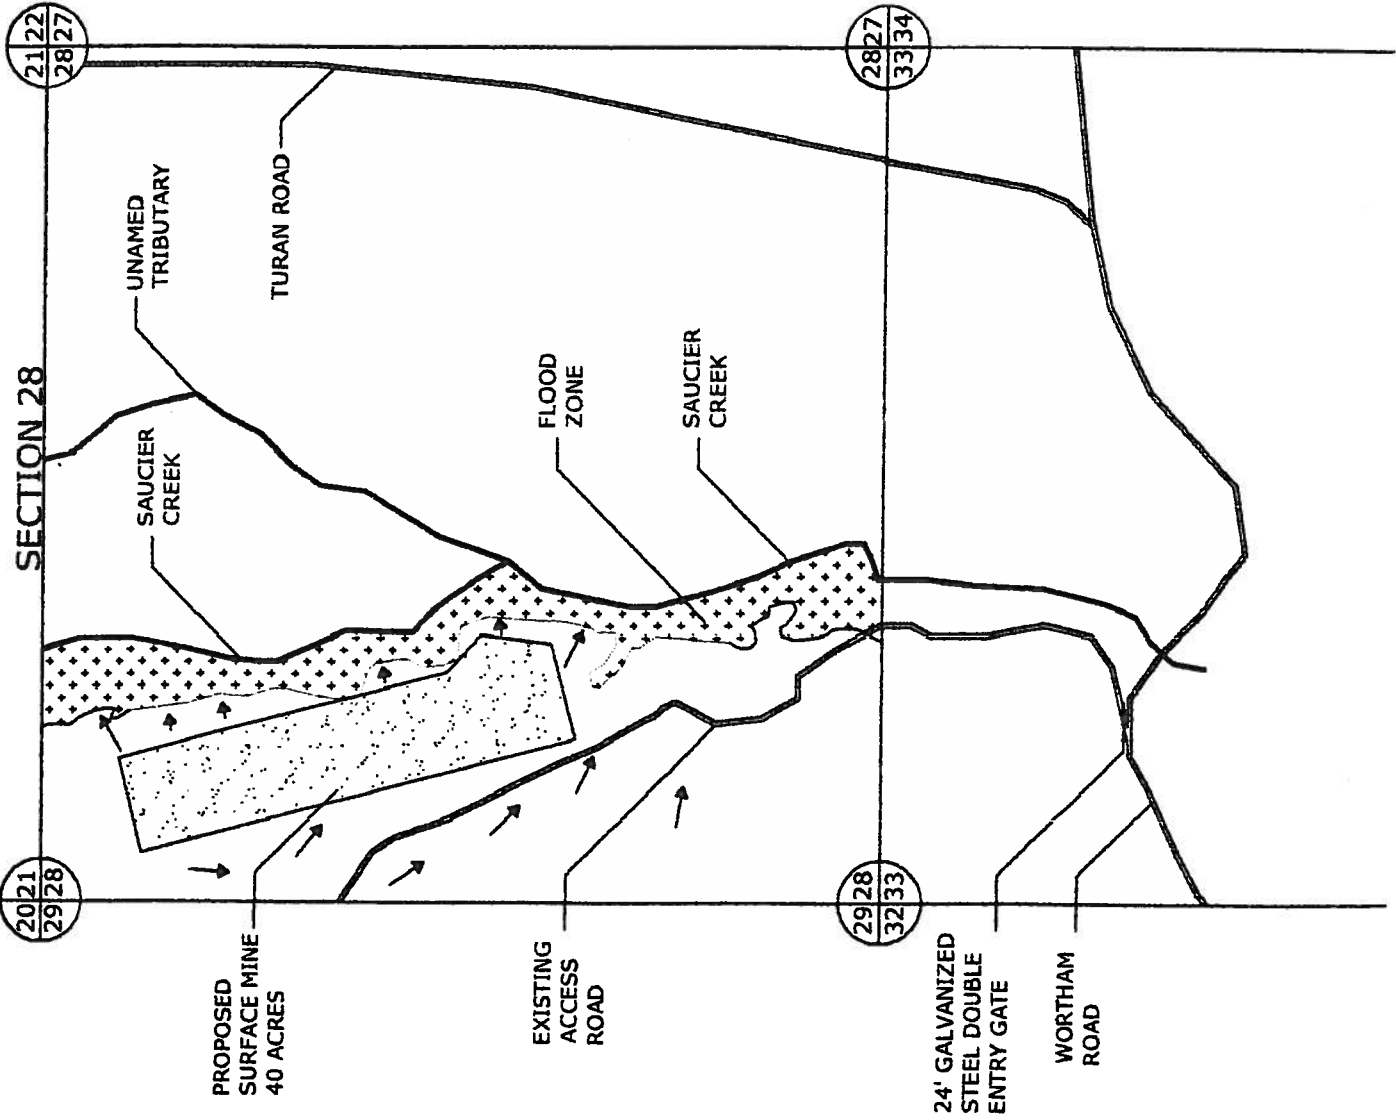 SECTION 28
21 22
28 27
UNAMED
TRIBUTARY
TURAN ROAD
SAUCIER
CREEK
FLOOD
ZONE
SAUCIER
CREEK
28 27
33 34
20 21
29 28
29 28
32 33
PROPOSED
SURFACE MINE
40 ACRES
EXISTING
ACCESS
ROAD
24' GALVANIZED
STEEL DOUBLE
ENTRY GATE
WORTHAM
ROAD